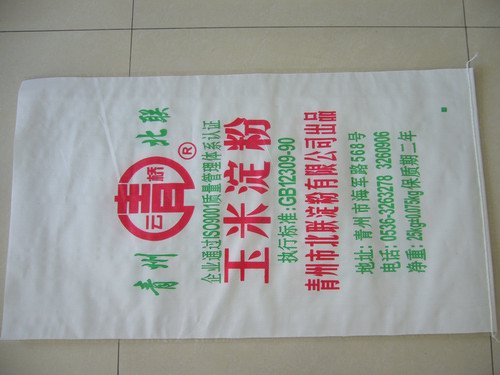 青州 北联
云桥
®
企业通过ISO900质量管理体系认证
玉米淀粉
执行标准:GB12309-90
青州市北联淀粉有限公司出品
地址: 青州市海军路568号
电话: 0536-3263278 3260906
净重: 25kg±0.075kg 保质期二年